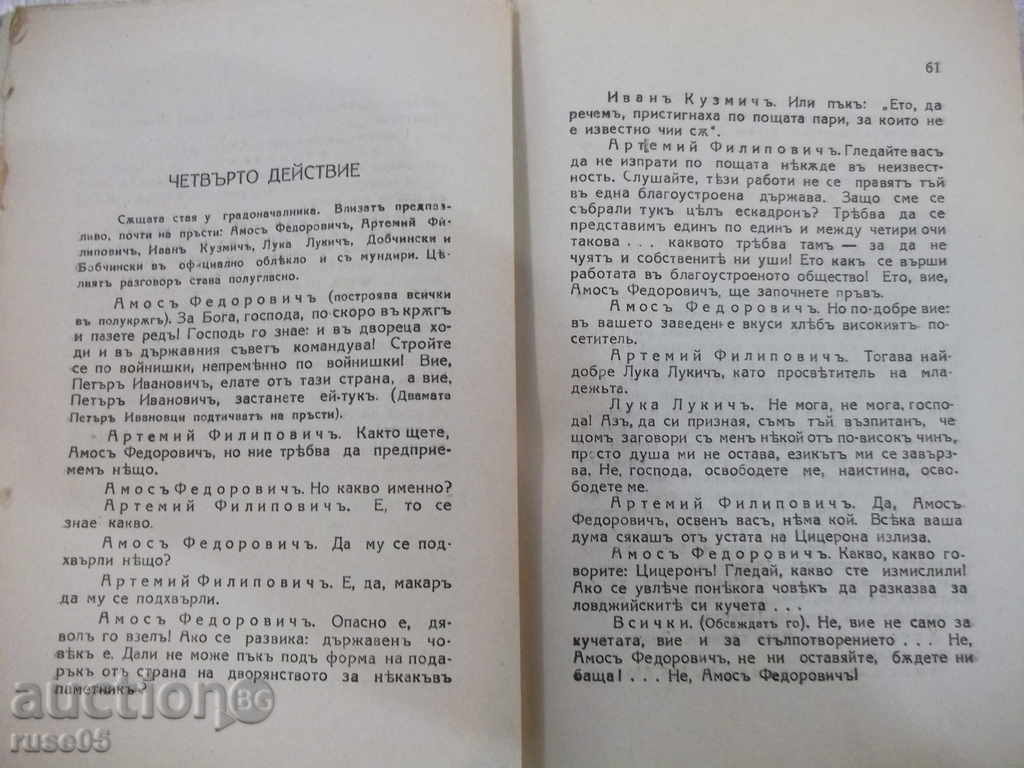 ЧЕТВЪРТО ДЕЙСТВИЕ
Сѫщата стая у градоначалника. Влизатъ предпаз-
ливо, почти на пръсти: Амосъ Федоровичъ, Артемий Фи-
липовичъ, Иванъ Кузмичъ, Лука Лукичъ, Добчински и
Бобчински въ официално облѣкло и съ мундири. Цѣ-
лиятъ разговоръ става полугласно.
Амосъ Федоровичъ (построява всички
въ полукрѫгъ). За Бога, господа, по-скоро въ крѫгъ
и пазете редъ! Господь го знае: и въ двореца хо-
ди и въ държавния съветъ командува! Стройте
се по войнишки, непремѣнно по войнишки! Вие,
Петъръ Ивановичъ, елате отъ тази страна, а вие,
Петъръ Ивановичъ, застанете ей-тукъ. (Двамата
Петъръ Ивановци подтичватъ на пръсти).
Артемий Филиповичъ. Както щете,
Амосъ Федоровичъ, но ние трѣбва да предприе-
мемъ нѣщо.
Амосъ Федоровичъ. Но какво именно?
Артемий Филиповичъ. Е, то се
знае какво.
Амосъ Федоровичъ. Да му се под-
хвърли нѣщо?
Артемий Филиповичъ. Е, да, макаръ
да му се подхвърли.
Амосъ Федоровичъ. Опасно е, дя-
волъ го взелъ! Ако се развика: държавенъ чо-
вѣкъ е. Дали не може пъкъ подъ форма на пода-
ръкъ отъ страна на дворянството за нѣкакъвъ
паметникъ?
61
Иванъ Кузмичъ. Или пъкъ: „Ето, да
речемъ, пристигнаха по пощата пари, за които не
е известно чии сѫ“.
Артемий Филиповичъ. Гледайте васъ
да не изпрати по пощата нѣкѫде въ неизвест-
ность. Слушайте, тѣзи работи не се правятъ тъй
въ една благоустроена държава. Защо сме се
събрали тукъ цѣлъ ескадронъ? Трѣбва да се
представимъ единъ по единъ и между четири очи
такова . . . каквото трѣбва тамъ — за да не
чуятъ и собственитѣ ни уши! Ето какъ се върши
работата въ благоустроеното общество! Ето, вие,
Амосъ Федоровичъ, ще започнете пръвъ.
Амосъ Федоровичъ. Но по-добре вие:
въ вашето заведение вкуси хлѣбъ високиятъ по-
сетитель.
Артемий Филиповичъ. Тогава най-
добре Лука Лукичъ, като просвѣтитель на мла-
дежьта.
Лука Лукичъ. Не мога, не мога, госпо-
да! Азъ, да си призная, съмъ тъй възпитанъ, че
щомъ заговори съ менъ нѣкой отъ по-високъ чинъ,
просто душа ми не остава, езикътъ ми се завърз-
ва. Не, господа, освободете ме, наистина, осво-
бодете ме.
Артемий Филиповичъ. Да, Амосъ
Федоровичъ, освенъ васъ, нѣма кой. Всѣка ваша
дума сякашъ отъ устата на Цицерона излиза.
Амосъ Федоровичъ. Какво, какво го-
ворите: Цицеронъ! Гледай, какво сте измислили!
Ако се увлѣче понѣкога човѣкъ да разказва за
ловджийскитѣ си кучета . . .
Всички. (Обсаждатъ го). Не, вие не само за
кучетата, вие и за стълпотворението . . . Не,
Амосъ Федоровичъ, не ни оставяйте, бѫдете ни
баща! . . . Не, Амосъ Федоровичъ!
auction BG
ruse05